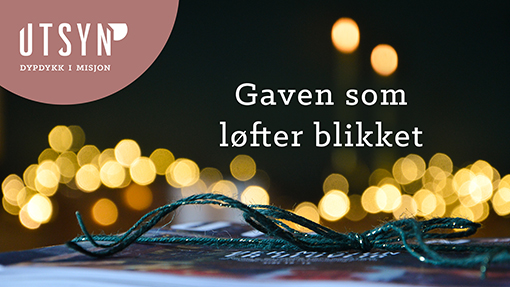 UTSYN
DYPDYKK I MISJON
Gaven som
løfter blikket